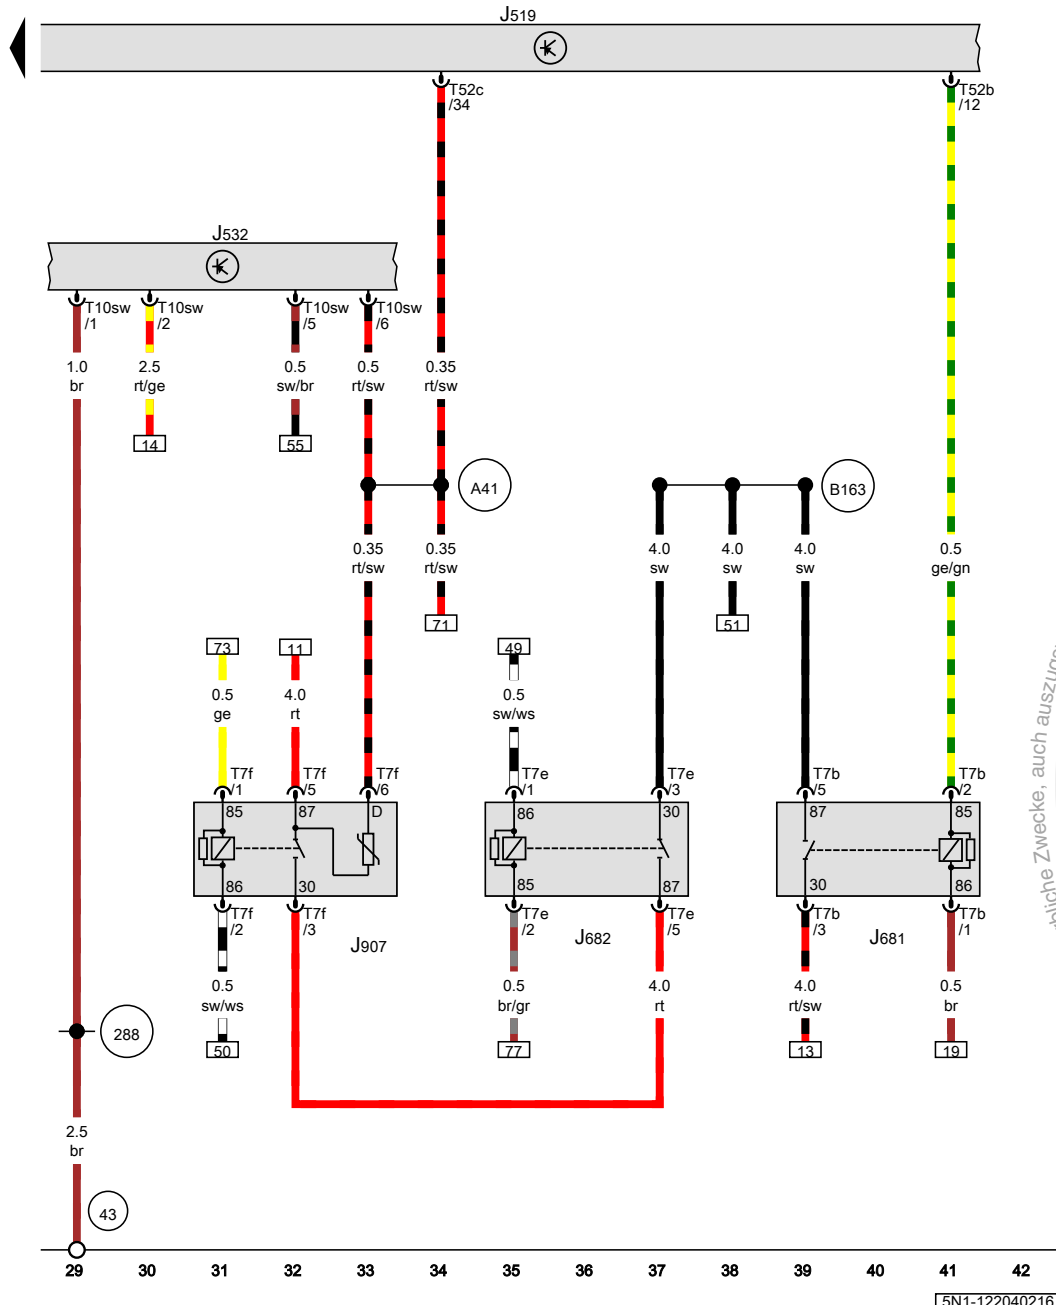 J519
T52c
/34
T52b
/12
J532
T10sw
/1
T10sw
/2
T10sw
/5
T10sw
/6
1.0
br
2.5
rt/ge
0.5
sw/br
0.5
rt/sw
0.35
rt/sw
14
55
A41
B163
0.35
rt/sw
0.35
rt/sw
4.0
sw
4.0
sw
4.0
sw
0.5
ge/gn
71
51
73
11
49
0.5
ge
4.0
rt
0.5
sw/ws
T7f
/1
T7f
/5
T7f
/6
T7e
/1
T7e
/3
T7b
/5
T7b
/2
85
87
D
86
30
87
85
86
30
85
87
30
86
T7f
/2
T7f
/3
J907
T7e
/2
J682
T7e
/5
T7b
/3
J681
T7b
/1
0.5
sw/ws
0.5
br/gr
4.0
rt
4.0
rt/sw
0.5
br
288
50
77
13
19
2.5
br
43
29 30 31 32 33 34 35 36 37 38 39 40 41 42
5N1-122040216
Zwecke, auch